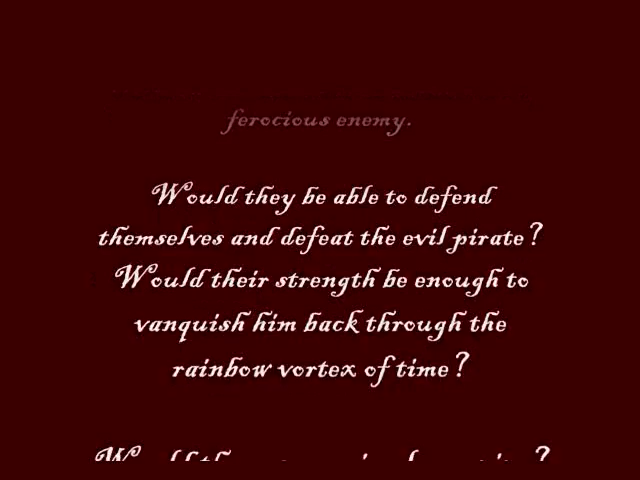 ferocious enemy.
Would they be able to defend
themselves and defeat the evil pirate?
Would their strength be enough to
vanquish him back through the
rainbow vortex of time?
Would